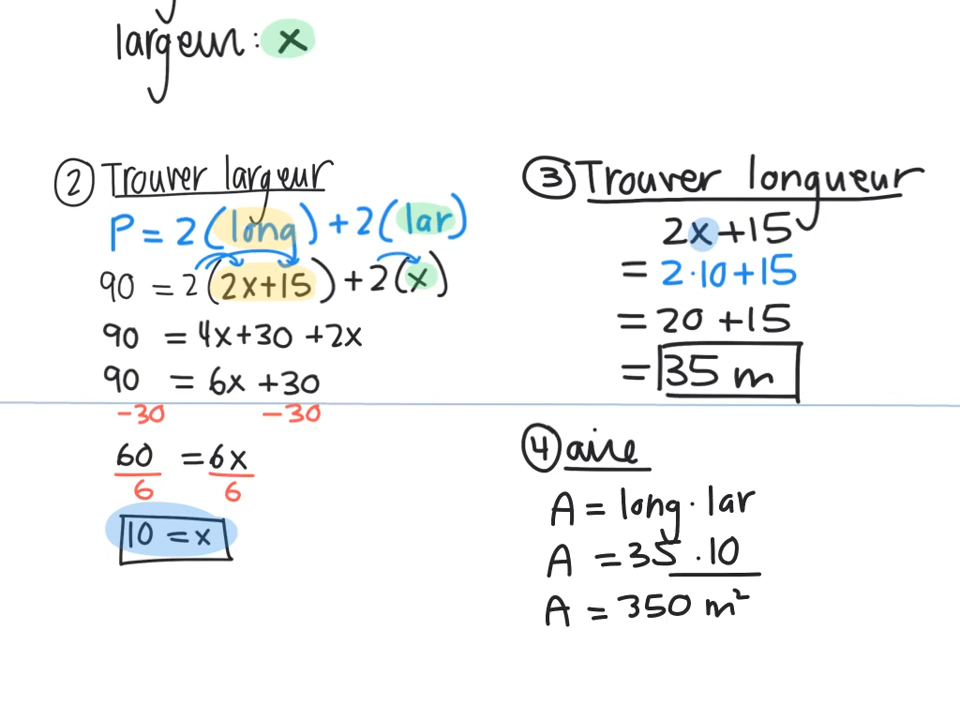 largeur : x
② Trouver largeur
P = 2(long) + 2(lar)
90 = 2(2x+15) + 2(x)
90 = 4x+30 +2x
90 = 6x +30
-30 -30
60 = 6x
6 6
10 = x
③ Trouver longueur
2x+15
= 2·10+15
= 20 +15
= 35 m
④ aire
A = long · lar
A = 35 · 10
A = 350 m²